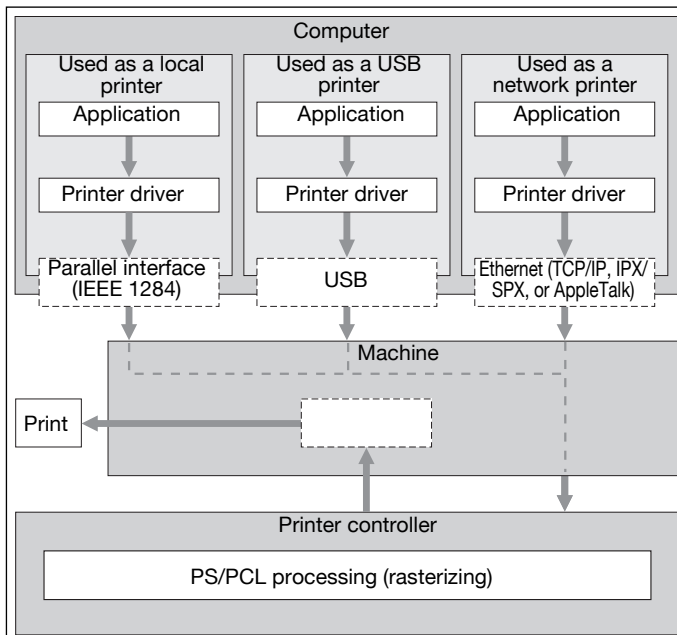 Computer
Used as a local
printer
Application
Printer driver
Parallel interface
(IEEE 1284)
Used as a USB
printer
Application
Printer driver
USB
Used as a
network printer
Application
Printer driver
Ethernet (TCP/IP, IPX/
SPX, or AppleTalk)
Machine
Print
Printer controller
PS/PCL processing (rasterizing)